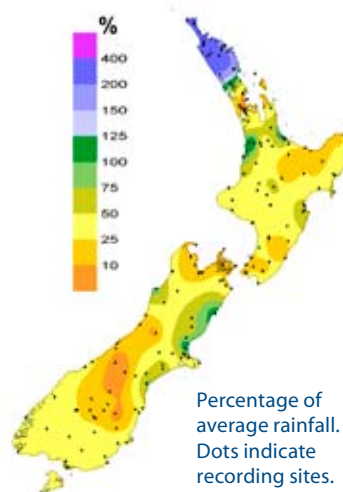 %
400
200
150
125
100
75
50
25
10
Percentage of
average rainfall.
Dots indicate
recording sites.